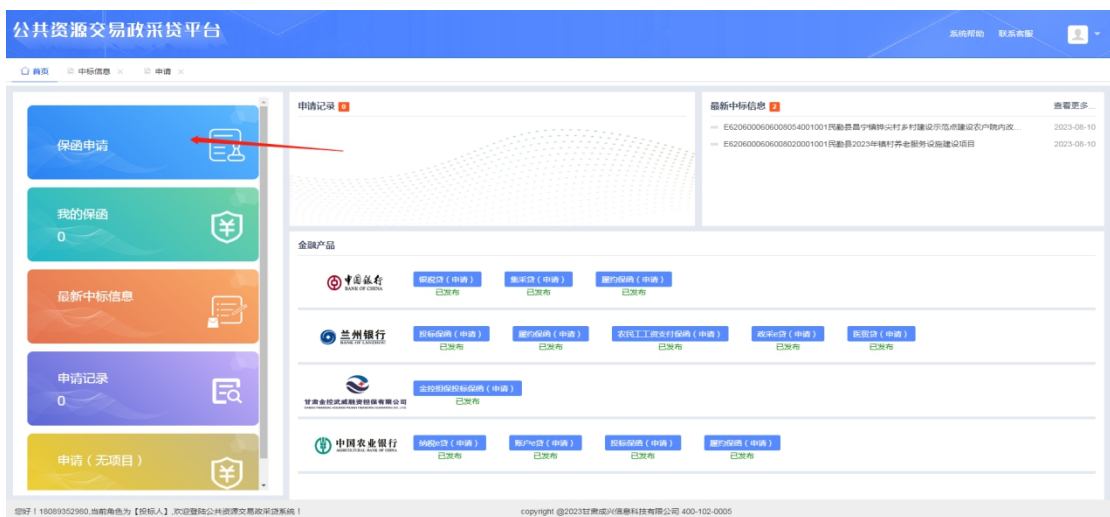 公共资源交易政采贷平台
系统帮助 联系客服
首页 中标信息 × 申请 ×
保函申请
我的保函
0
最新中标信息
申请记录
0
申请（无项目）
申请记录 0
最新中标信息 2 查看更多...
E6206000606008054001001民勤县昌宁镇骅尖村乡村建设示范点建设农户院内改... 2023-08-10
E6206000606008020001001民勤县2023年镇村养老服务设施建设项目 2023-08-10
金融产品
中国银行 BANK OF CHINA
银税贷（申请） 集采贷（申请） 履约保函（申请）
已发布 已发布 已发布
兰州银行 BANK OF LANZHOU
投标保函（申请） 履约保函（申请） 农民工工资支付保函（申请） 政采e贷（申请） 医贸贷（申请）
已发布 已发布 已发布 已发布 已发布
甘肃金控武威融资担保有限公司
金控担保投标保函（申请）
已发布
中国农业银行 AGRICULTURAL BANK OF CHINA
纳税e贷（申请） 账户e贷（申请） 投标保函（申请） 履约保函（申请）
已发布 已发布 已发布 已发布
您好！18089352980,当前角色为【投标人】,欢迎登陆公共资源交易政采贷系统！ copyright @2023甘肃成兴信息科技有限公司 400-102-0005